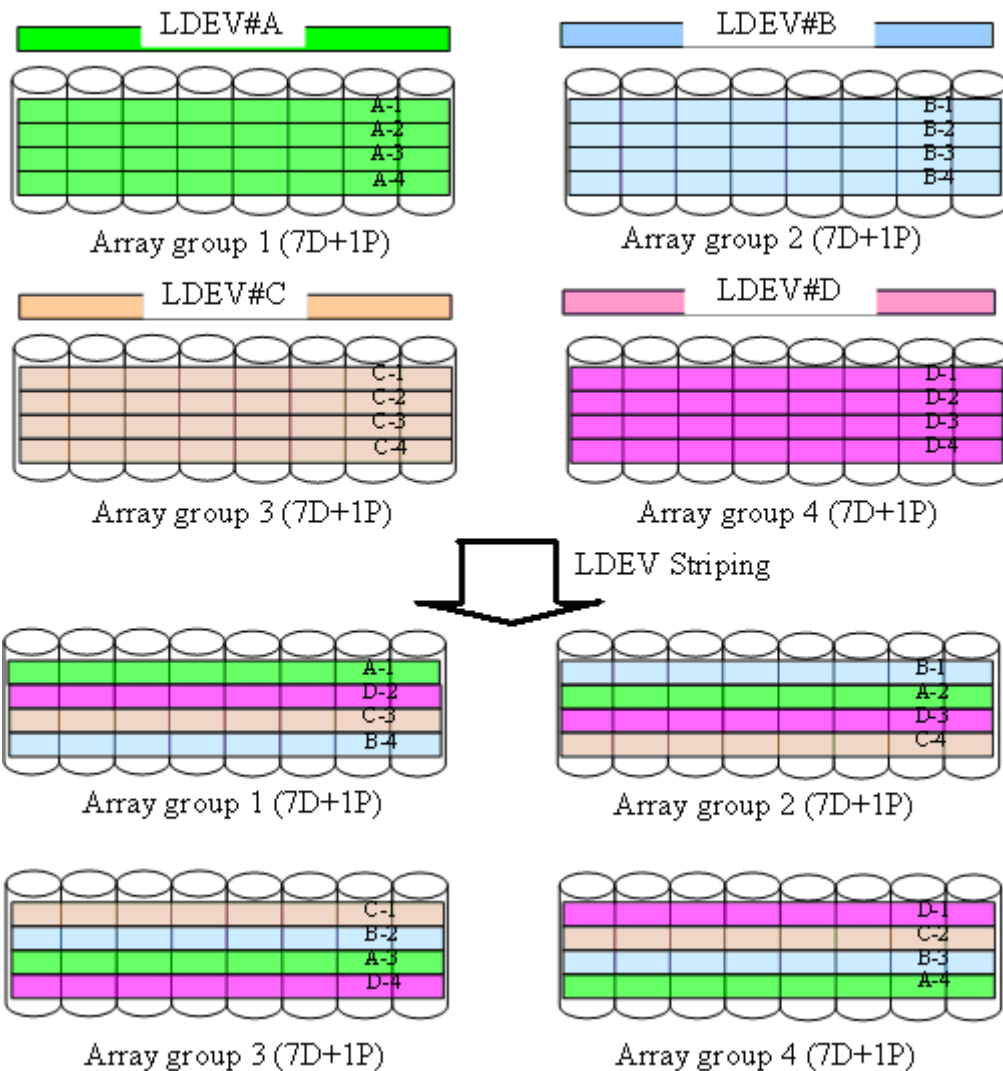 LDEV#A
A-1
A-2
A-3
A-4
Array group 1 (7D+1P)
LDEV#B
B-1
B-2
B-3
B-4
Array group 2 (7D+1P)
LDEV#C
C-1
C-2
C-3
C-4
Array group 3 (7D+1P)
LDEV#D
D-1
D-2
D-3
D-4
Array group 4 (7D+1P)
LDEV Striping
A-1
D-2
C-3
B-4
Array group 1 (7D+1P)
B-1
A-2
D-3
C-4
Array group 2 (7D+1P)
C-1
B-2
A-3
D-4
Array group 3 (7D+1P)
D-1
C-2
B-3
A-4
Array group 4 (7D+1P)